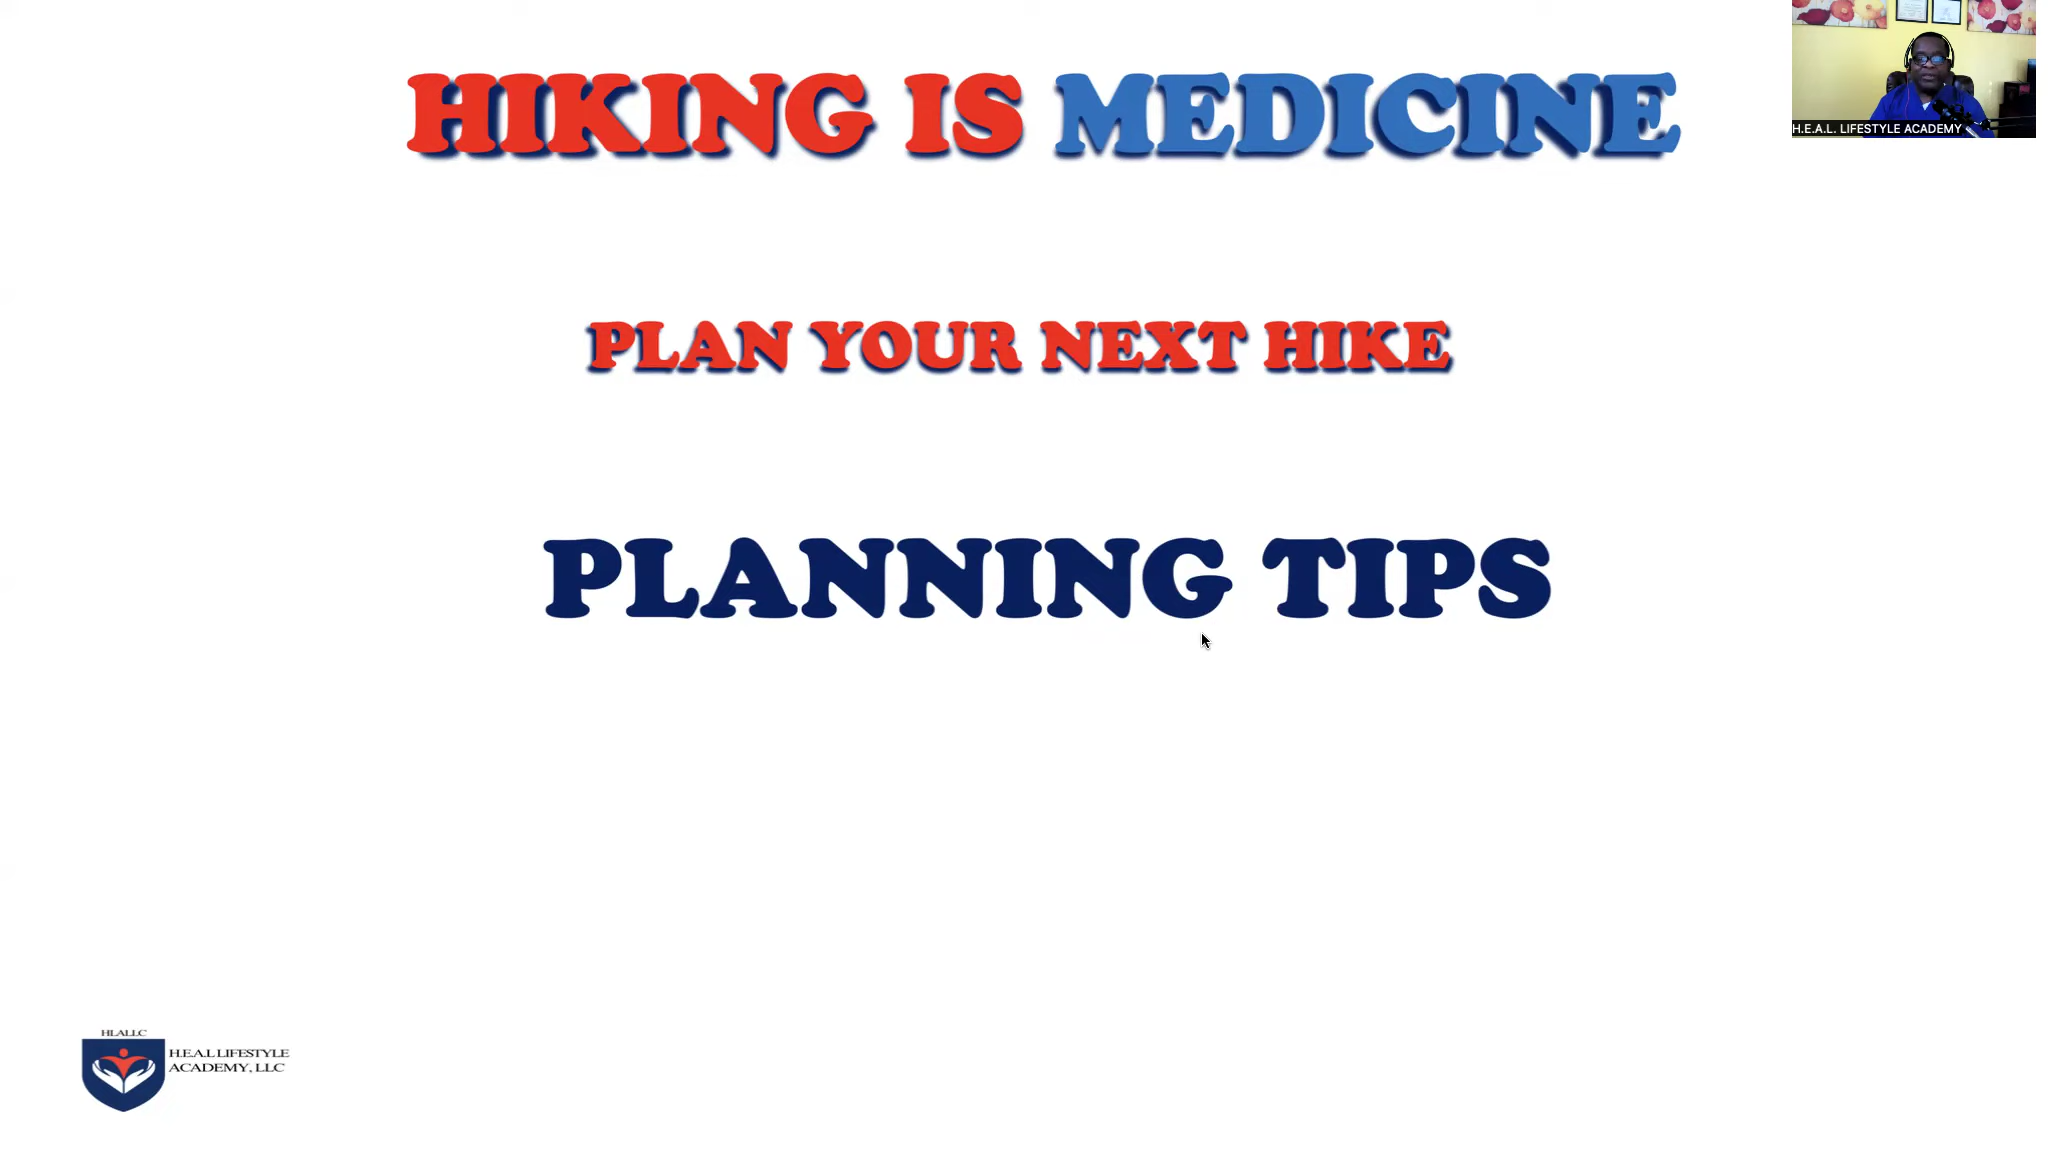 HIKING IS MEDICINE
H.E.A.L. LIFESTYLE ACADEMY
PLAN YOUR NEXT HIKE
PLANNING TIPS
HLALLC
H.E.A.L LIFESTYLE
ACADEMY, LLC